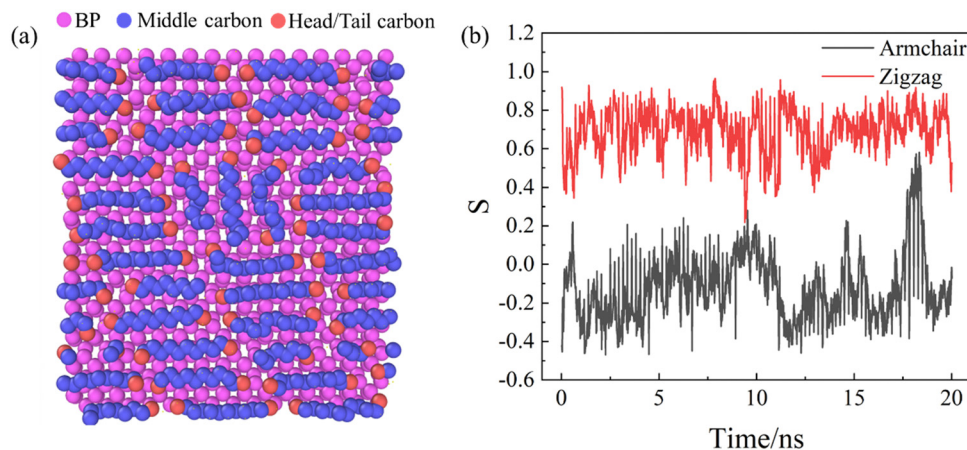 BP Middle carbon Head/Tail carbon
(a)
(b)
1.2
1.0
0.8
0.6
0.4
0.2
0.0
-0.2
-0.4
-0.6
S
Armchair
Zigzag
0 5 10 15 20
Time/ns